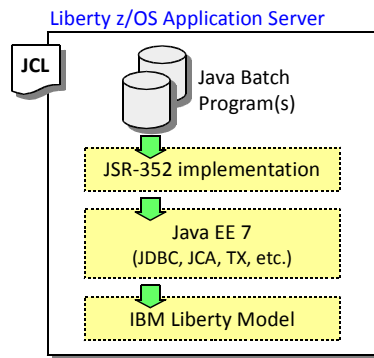 Liberty z/OS Application Server
JCL
Java Batch
Program(s)
JSR-352 implementation
Java EE 7
(JDBC, JCA, TX, etc.)
IBM Liberty Model